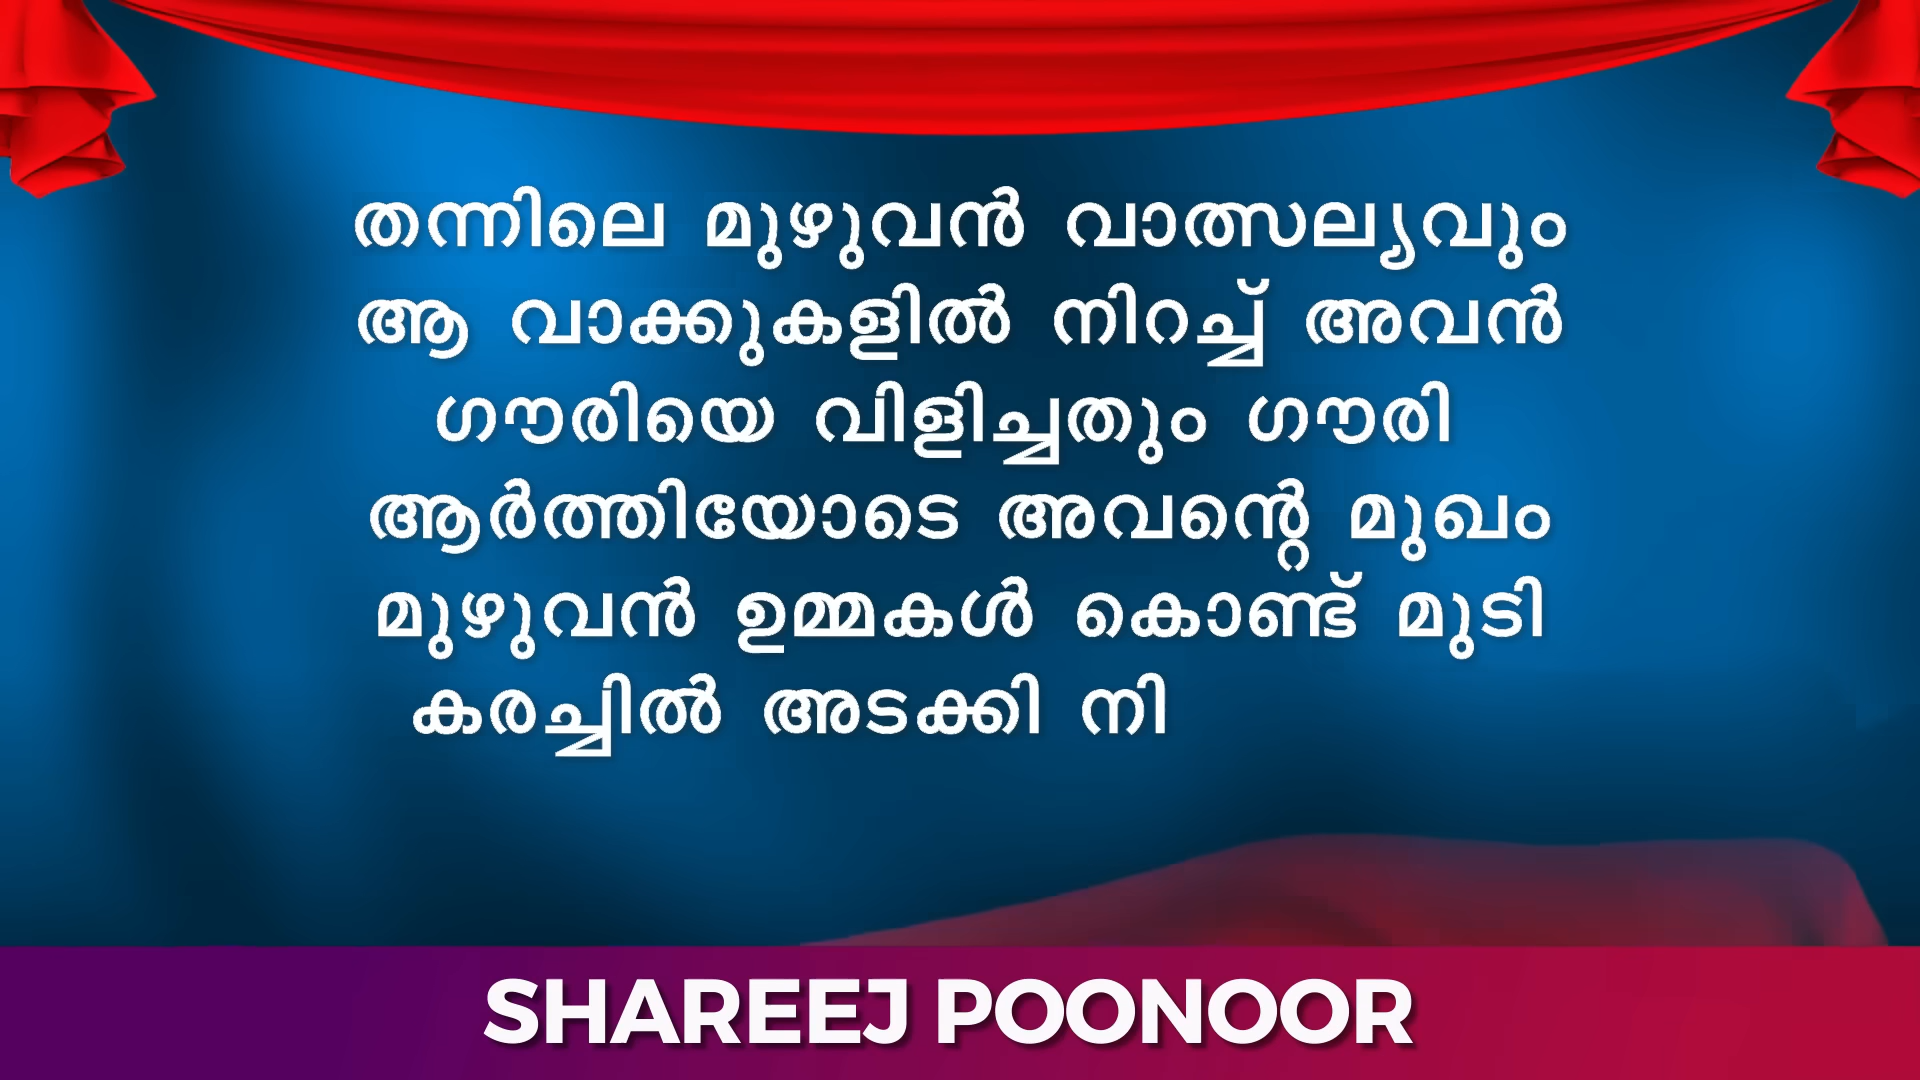 തന്നിലെ മുഴുവൻ വാത്സല്യവും
ആ വാക്കുകളിൽ നിറച്ച് അവൻ
ഗൗരിയെ വിളിച്ചതും ഗൗരി
ആർത്തിയോടെ അവന്റെ മുഖം
മുഴുവൻ ഉമ്മകൾ കൊണ്ട് മുടി
കരച്ചിൽ അടക്കി നി
SHAREEJ POONOOR